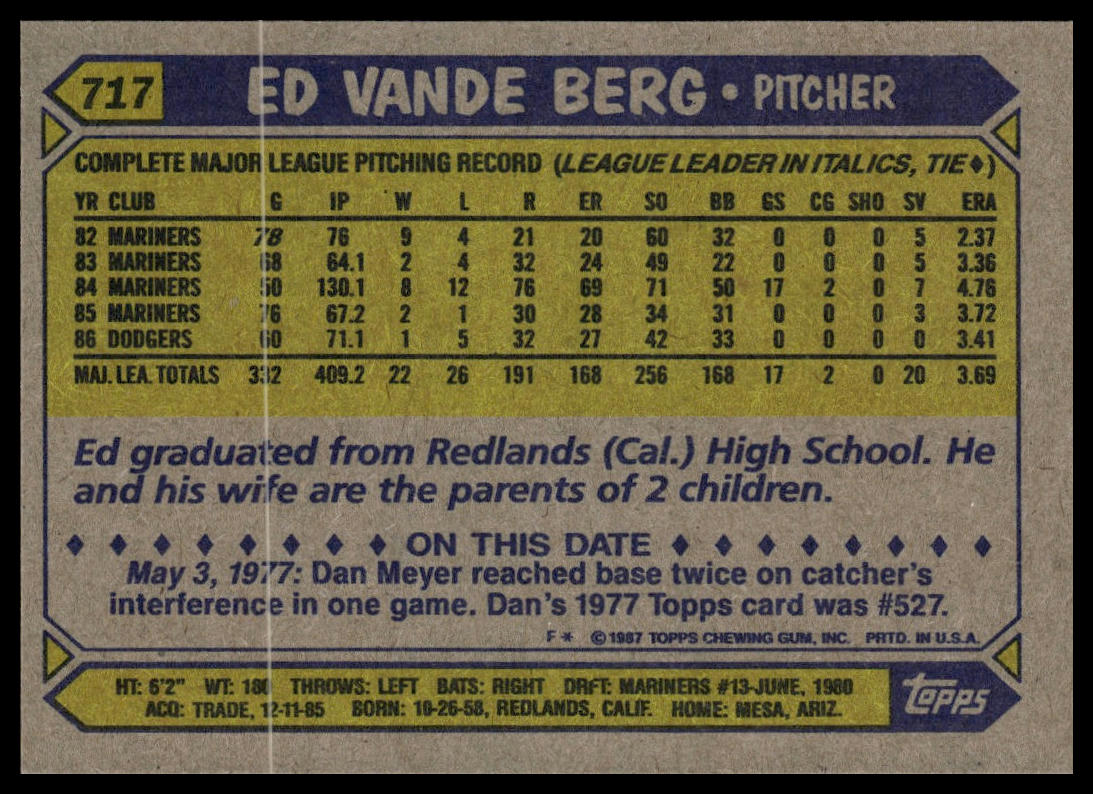 717 ED VANDE BERG • PITCHER
COMPLETE MAJOR LEAGUE PITCHING RECORD (LEAGUE LEADER IN ITALICS, TIE♦)
YR CLUB G IP W L R ER SO BB GS CG SHO SV ERA
82 MARINERS 78 76 9 4 21 20 60 32 0 0 0 5 2.37
83 MARINERS 68 64.1 2 4 32 24 49 22 0 0 0 5 3.36
84 MARINERS 50 130.1 8 12 76 69 71 50 17 2 0 7 4.76
85 MARINERS 76 67.2 2 1 30 28 34 31 0 0 0 3 3.72
86 DODGERS 60 71.1 1 5 32 27 42 33 0 0 0 0 3.41
MAJ. LEA. TOTALS 332 409.2 22 26 191 168 256 168 17 2 0 20 3.69
Ed graduated from Redlands (Cal.) High School. He
and his wife are the parents of 2 children.
♦ ♦ ♦ ♦ ♦ ♦ ♦ ♦ ON THIS DATE ♦ ♦ ♦ ♦ ♦ ♦ ♦ ♦
May 3, 1977: Dan Meyer reached base twice on catcher's
interference in one game. Dan's 1977 Topps card was #527.
F * ©1987 TOPPS CHEWING GUM, INC. PRTD. IN U.S.A.
HT: 6'2" WT: 180 THROWS: LEFT BATS: RIGHT DRFT: MARINERS #13-JUNE, 1980
ACQ: TRADE, 12-11-85 BORN: 10-26-58, REDLANDS, CALIF. HOME: MESA, ARIZ.
topps